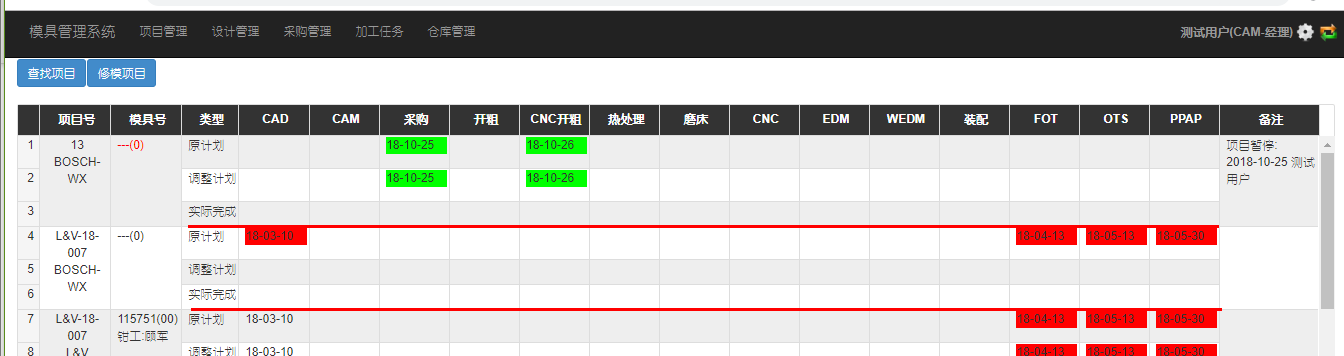 模具管理系统 项目管理 设计管理 采购管理 加工任务 仓库管理 测试用户(CAM-经理)
查找项目 修模项目
项目号 模具号 类型 CAD CAM 采购 开粗 CNC开粗 热处理 磨床 CNC EDM WEDM 装配 FOT OTS PPAP 备注
1 13 ---(0) 原计划 18-10-25 18-10-26 项目暂停:
BOSCH- 2018-10-25 测试
2 WX 调整计划 18-10-25 18-10-26 用户
3 实际完成
4 L&V-18- ---(0) 原计划 18-03-10 18-04-13 18-05-13 18-05-30
007
5 BOSCH- 调整计划
WX
6 实际完成
7 L&V-18- 115751(00) 原计划 18-03-10 18-04-13 18-05-13 18-05-30
007 钳工:顾军
8 L&V 调整计划 18-03-10 18-04-13 18-05-13 18-05-30